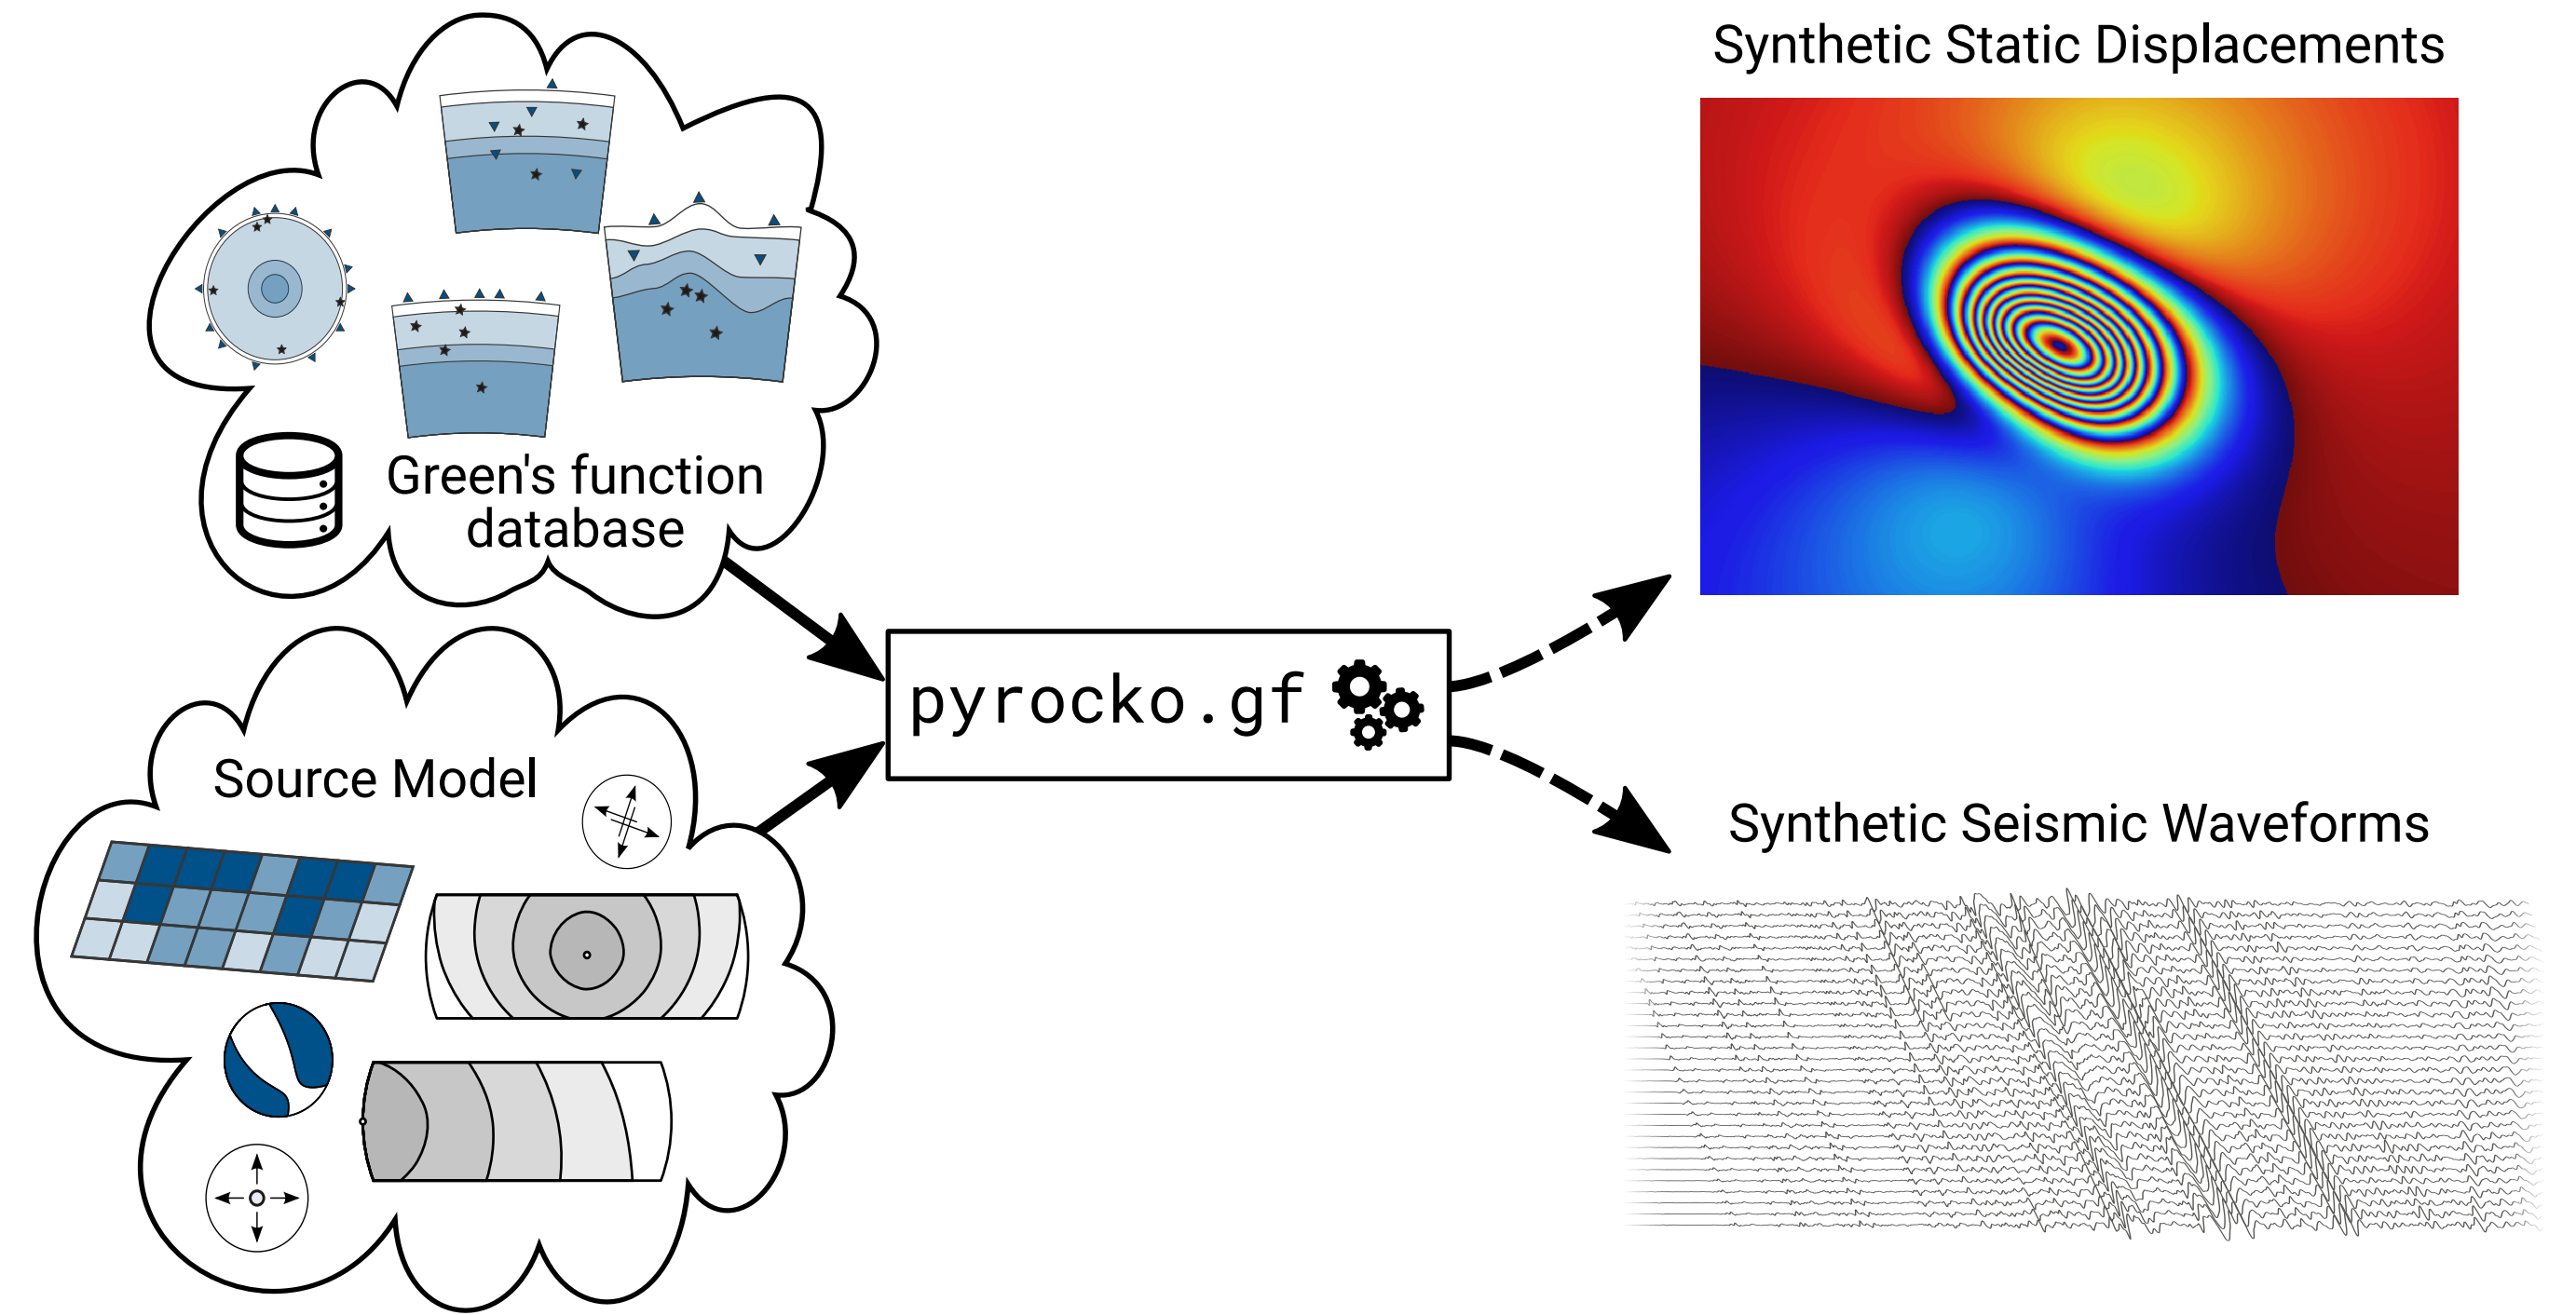 Green's function
database
Source Model
pyrocko.gf
Synthetic Static Displacements
Synthetic Seismic Waveforms